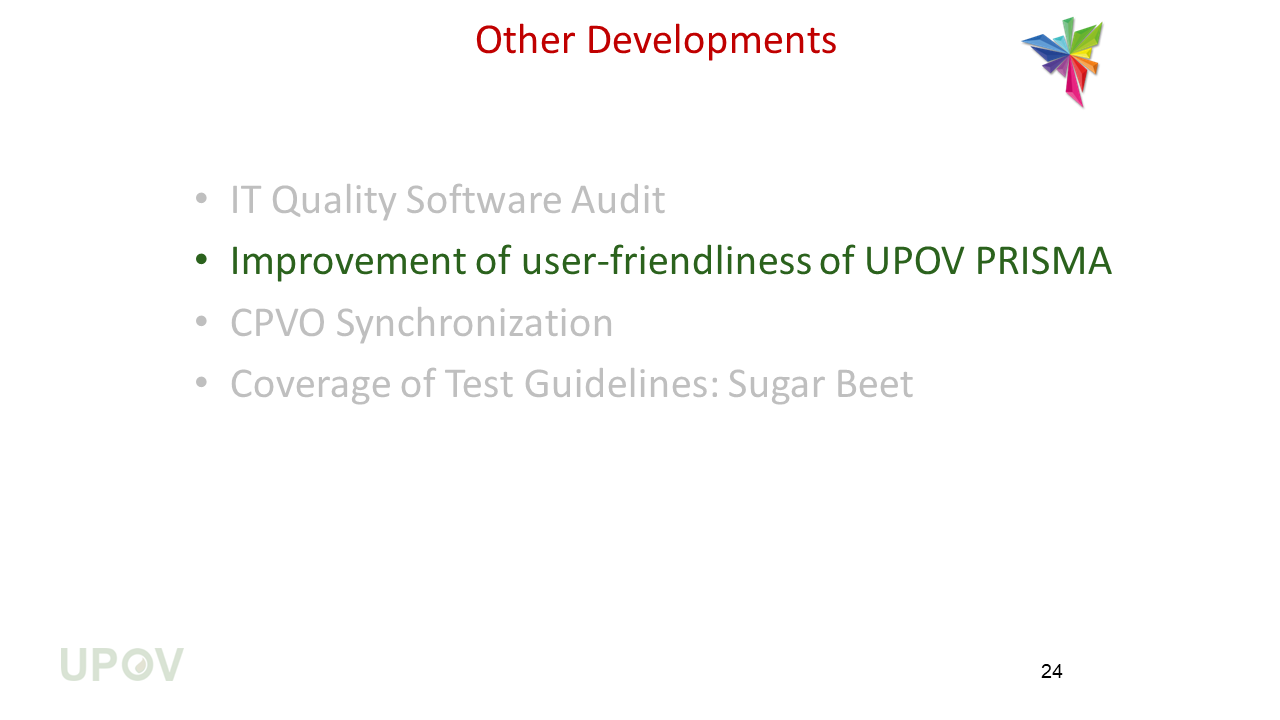 Other Developments
• IT Quality Software Audit
• Improvement of user-friendliness of UPOV PRISMA
• CPVO Synchronization
• Coverage of Test Guidelines: Sugar Beet
UPOV
24